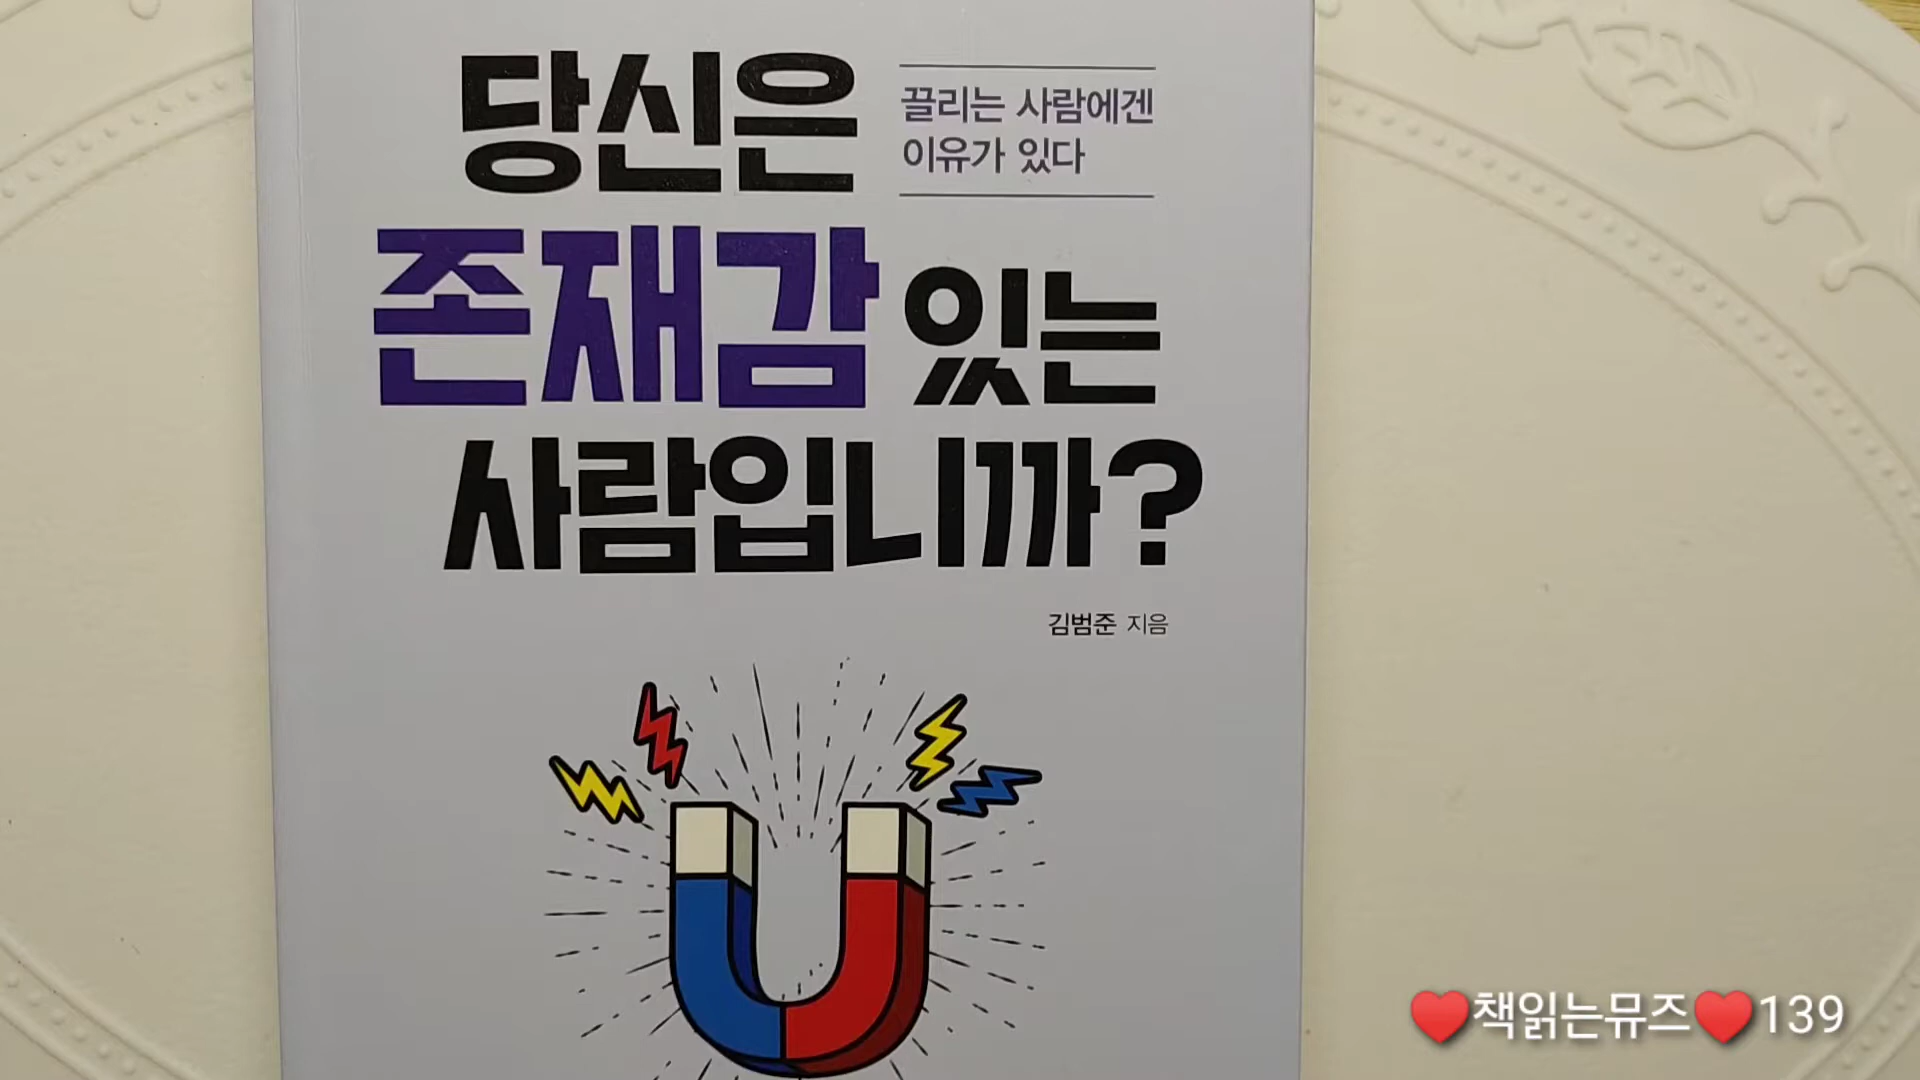 당신은
끌리는 사람에겐
이유가 있다
존재감 있는
사람입니까?
김범준 지음
❤️책읽는뮤즈❤️139